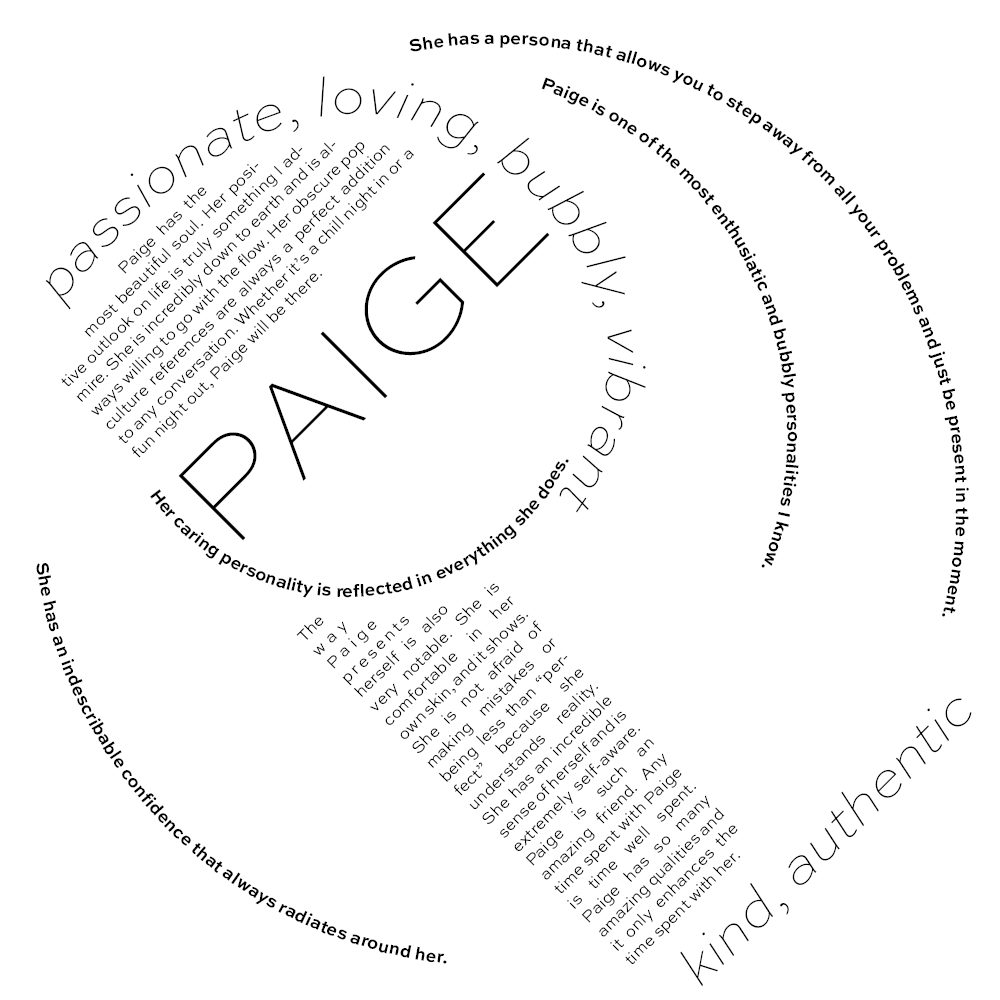 She has a persona that allows you to step away from all your problems and just be present in the moment.
Paige is one of the most enthusiatic and bubbly personalities I know.
passionate, loving, bubbly, vibrant
Paige has the
most beautiful soul. Her posi-
tive outlook on life is truly something I ad-
mire. She is incredibly down to earth and is al-
ways willing to go with the flow. Her obscure pop
culture references are always a perfect addition
to any conversation. Whether it's a chill night in or a
fun night out, Paige will be there.
PAIGE
Her caring personality is reflected in everything she does.
She has an indescribable confidence that always radiates around her.
The
way
Paige
presents
herself is also
very notable. She is
comfortable in her
own skin, and it shows.
She is not afraid of
making mistakes or
being less than “per-
fect” because she
understands reality.
She has an incredible
sense of herself and is
extremely self-aware.
Paige is such an
amazing friend. Any
time spent with Paige
is time well spent.
Paige has so many
amazing qualities and
it only enhances the
time spent with her.
kind, authentic